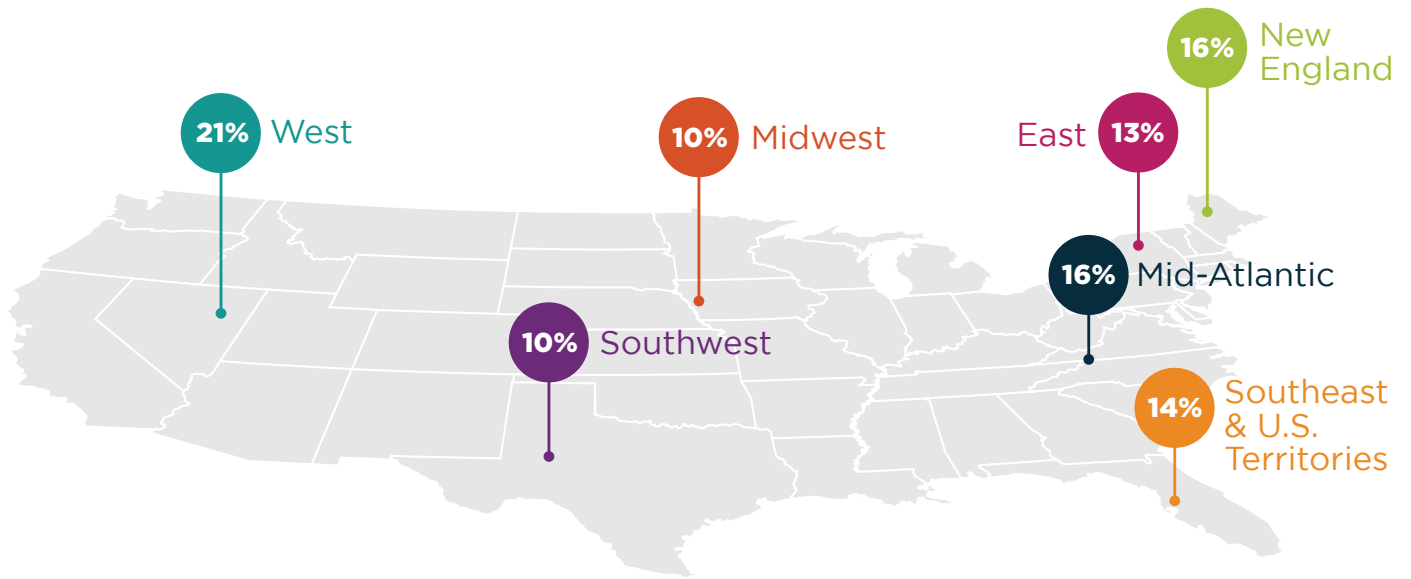 16%
New
England
21%
West
10%
Midwest
East
13%
16%
Mid-Atlantic
10%
Southwest
14%
Southeast
& U.S.
Territories